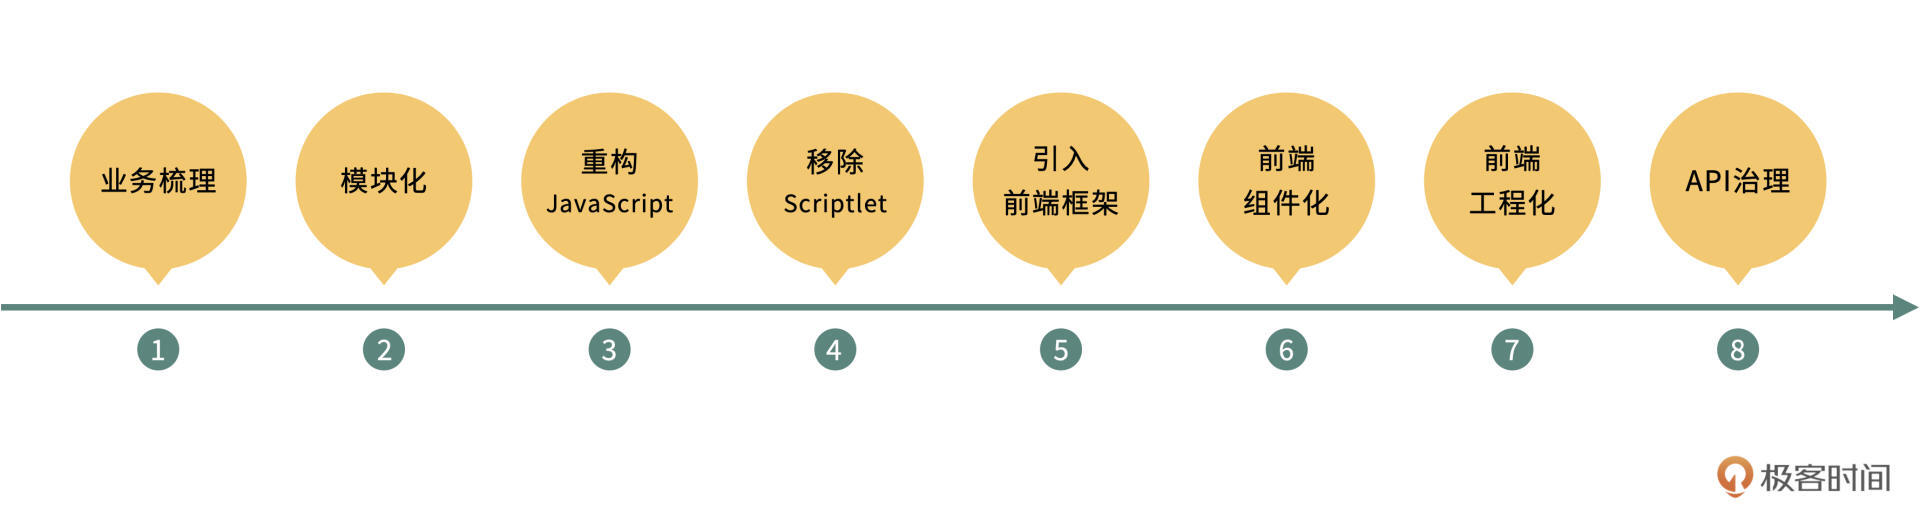 业务梳理
模块化
重构
JavaScript
移除
Scriptlet
引入
前端框架
前端
组件化
前端
工程化
API治理
1
2
3
4
5
6
7
8
极客时间